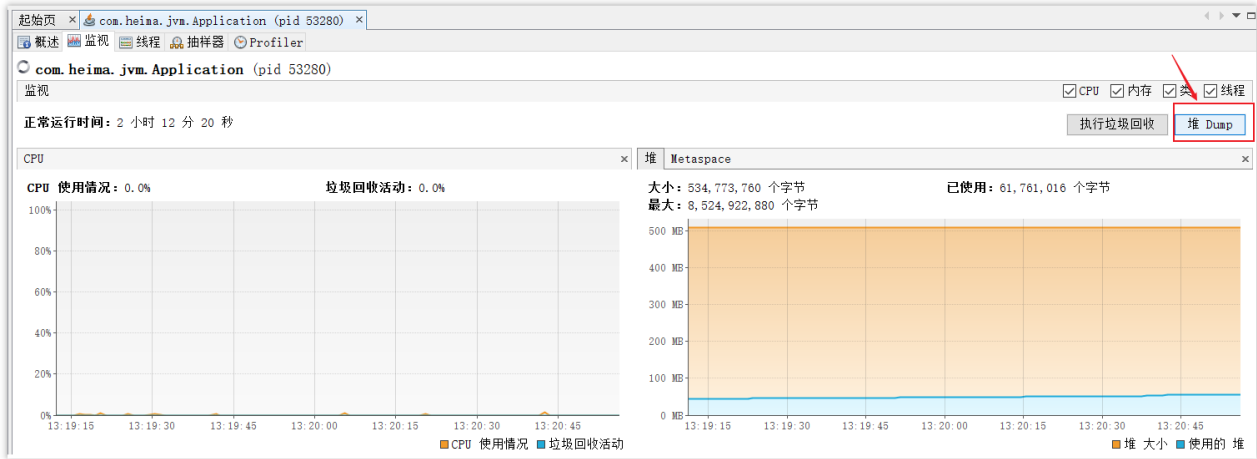 起始页 × com.heima.jvm.Application (pid 53280) ×
概述 监视 线程 抽样器 Profiler
com.heima.jvm.Application (pid 53280)
监视 CPU 内存 类 线程
正常运行时间: 2 小时 12 分 20 秒 执行垃圾回收 堆 Dump
CPU ×
CPU 使用情况: 0.0% 垃圾回收活动: 0.0%
100%
80%
60%
40%
20%
0%
13:19:15 13:19:30 13:19:45 13:20:00 13:20:15 13:20:30 13:20:45
CPU 使用情况 垃圾回收活动
堆 Metaspace ×
大小: 534,773,760 个字节 已使用: 61,761,016 个字节
最大: 8,524,922,880 个字节
500 MB
400 MB
300 MB
200 MB
100 MB
0 MB
13:19:15 13:19:30 13:19:45 13:20:00 13:20:15 13:20:30 13:20:45
堆 大小 使用的 堆